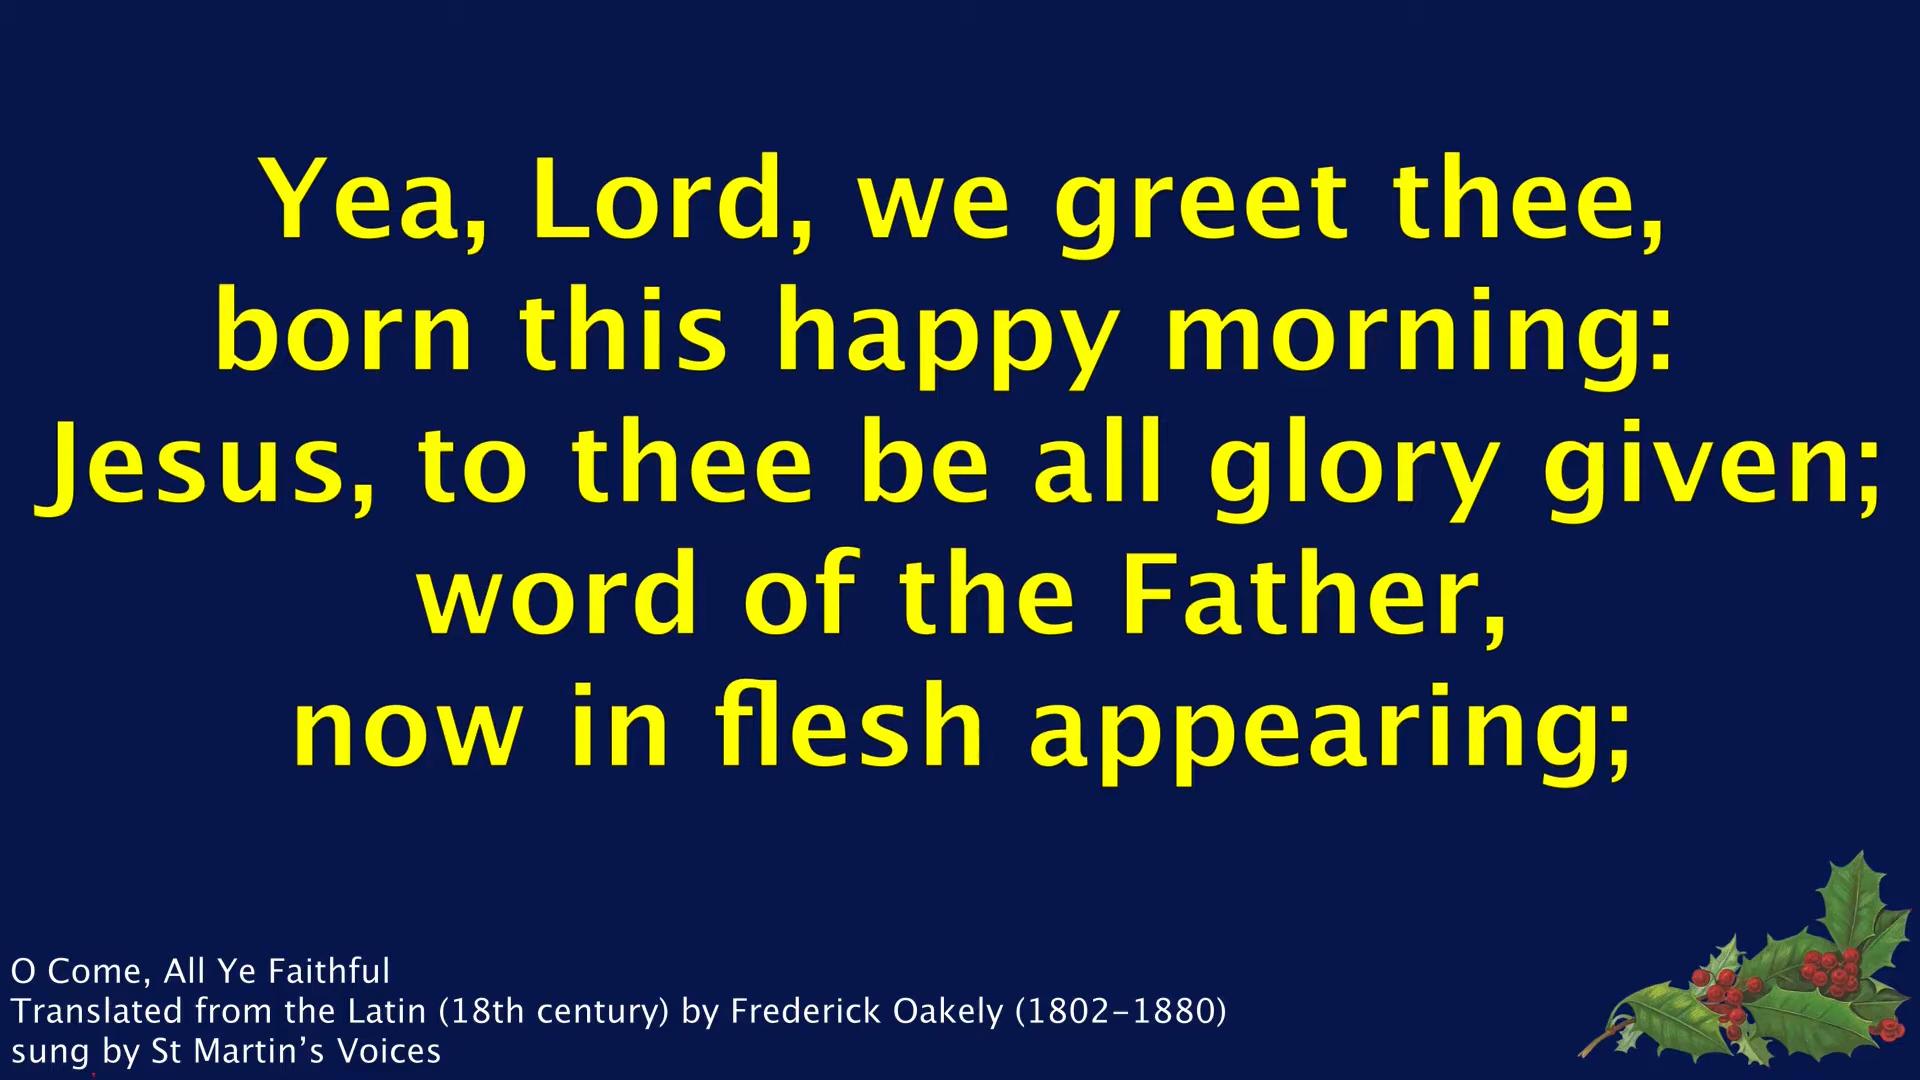 Yea, Lord, we greet thee,
born this happy morning:
Jesus, to thee be all glory given;
word of the Father,
now in flesh appearing;
O Come, All Ye Faithful
Translated from the Latin (18th century) by Frederick Oakely (1802–1880)
sung by St Martin’s Voices